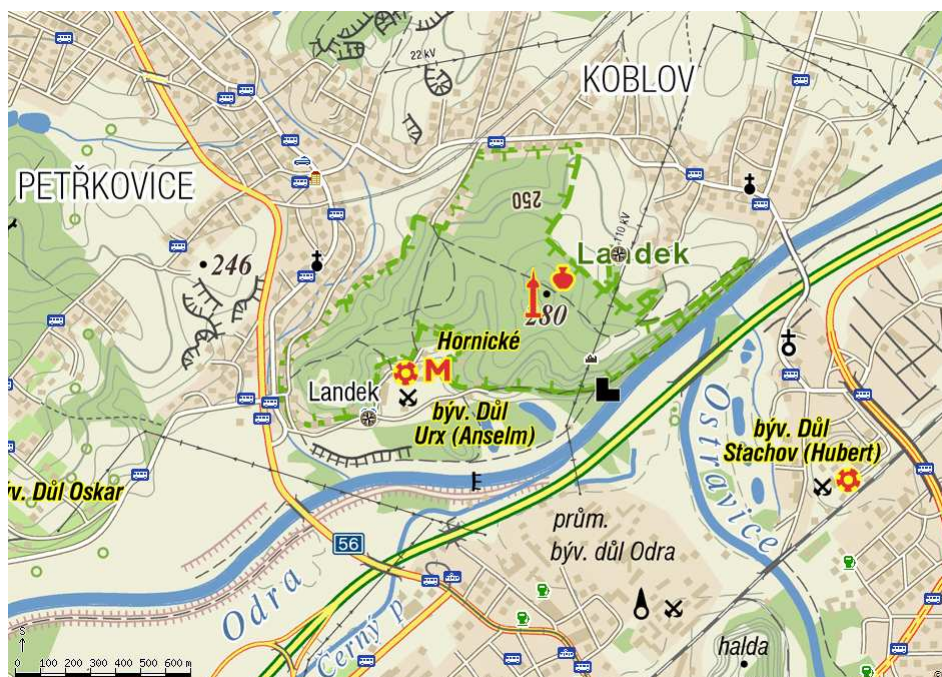 22 kV
KOBLOV
PETŘKOVICE
250
110 kV
Landek
246
280
Hornické
M
Landek
býv. Důl
Urx (Anselm)
býv. Důl
Stachov (Hubert)
Ostravice
ýv. Důl Oskar
prům.
býv. důl Odra
56
Odra
Černý p
halda
S
0 100 200 300 400 500 600 m
©